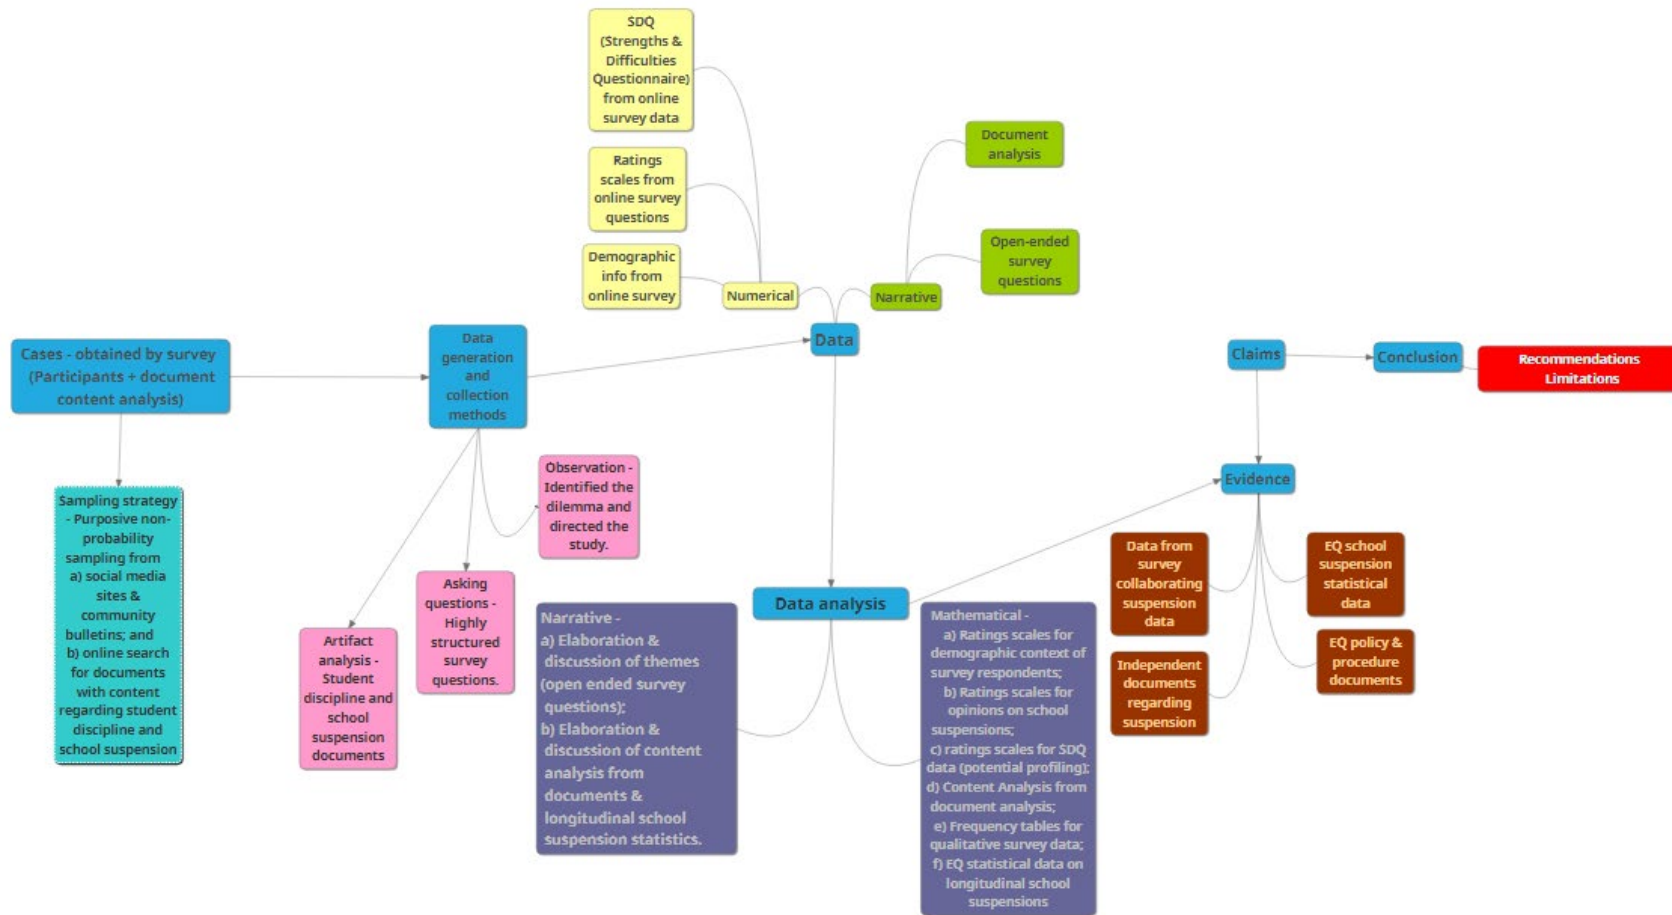 SDQ
(Strengths &
Difficulties
Questionnaire)
from online
survey data
Ratings
scales from
online survey
questions
Demographic
info from
online survey
Numerical
Document
analysis
Open-ended
survey
questions
Narrative
Data
Cases - obtained by survey
(Participants + document
content analysis)
Data
generation
and
collection
methods
Claims
Conclusion
Recommendations
Limitations
Sampling strategy
- Purposive non-
probability
sampling from
a) social media
sites &
community
bulletins; and
b) online search
for documents
with content
regarding student
discipline and
school suspension
Artifact
analysis -
Student
discipline and
school
suspension
documents
Asking
questions -
Highly
structured
survey
questions.
Observation -
Identified the
dilemma and
directed the
study.
Data analysis
Narrative -
a) Elaboration &
discussion of themes
(open ended survey
questions);
b) Elaboration &
discussion of content
analysis from
documents &
longitudinal school
suspension statistics.
Mathematical -
a) Ratings scales for
demographic context of
survey respondents;
b) Ratings scales for
opinions on school
suspensions;
c) ratings scales for SDQ
data (potential profiling);
d) Content Analysis from
document analysis;
e) Frequency tables for
qualitative survey data;
f) EQ statistical data on
longitudinal school
suspensions
Evidence
Data from
survey
collaborating
suspension
data
Independent
documents
regarding
suspension
EQ school
suspension
statistical
data
EQ policy &
procedure
documents